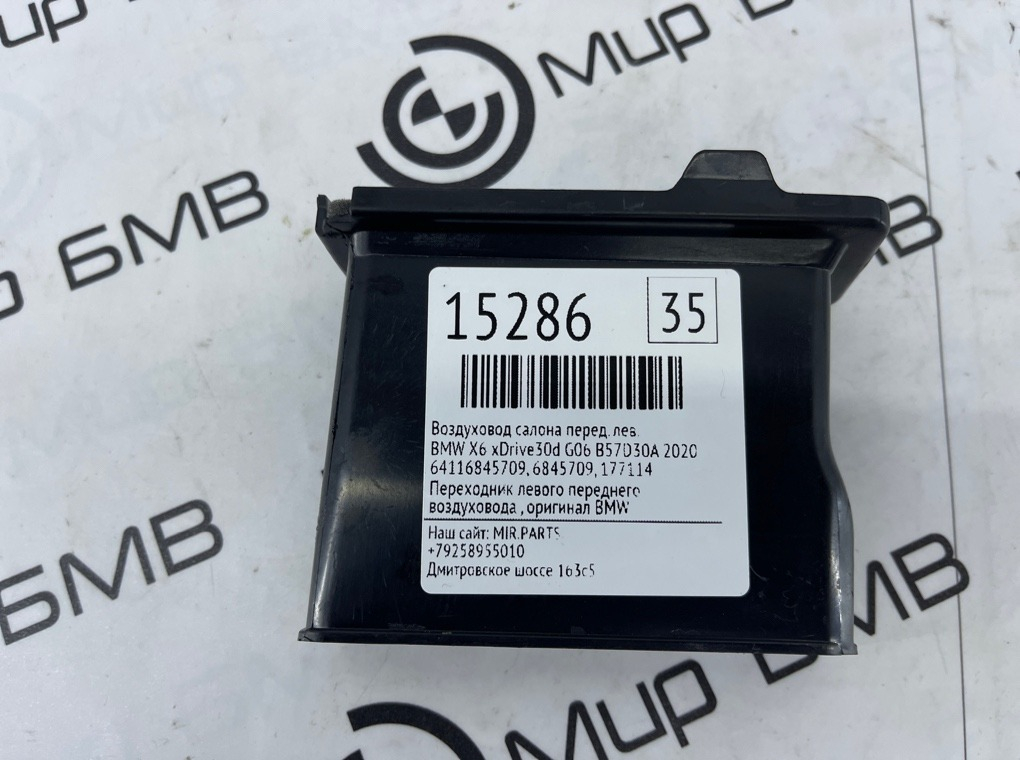 Мир БМВ
БМВ
15286
35
Воздуховод салона перед. лев.
BMW X6 xDrive30d G06 B57D30A 2020
64116845709, 6845709, 177114
Переходник левого переднего
воздуховода , оригинал BMW
Наш сайт: MIR.PARTS
+79258955010
Дмитровское шоссе 163с5
БМВ
БМВ
Мир